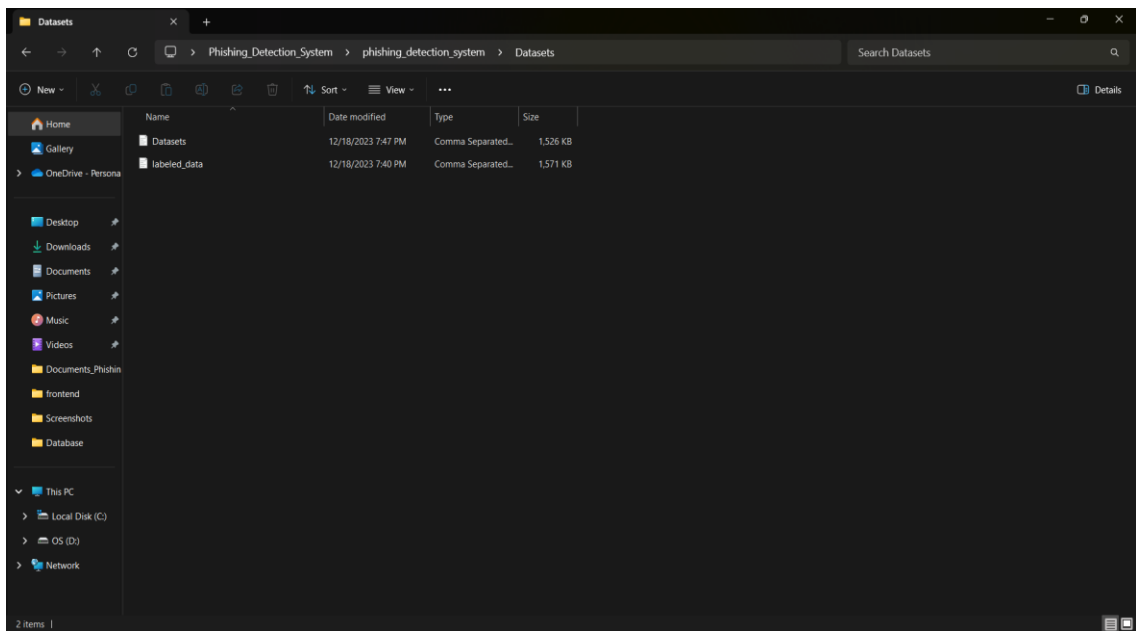 Datasets
Phishing_Detection_System > phishing_detection_system > Datasets
Search Datasets
New
Sort
View
Details
Name Date modified Type Size
Datasets 12/18/2023 7:47 PM Comma Separated... 1,526 KB
labeled_data 12/18/2023 7:40 PM Comma Separated... 1,571 KB
Home
Gallery
OneDrive - Persona
Desktop
Downloads
Documents
Pictures
Music
Videos
Documents_Phishin
frontend
Screenshots
Database
This PC
Local Disk (C:)
OS (D:)
Network
2 items